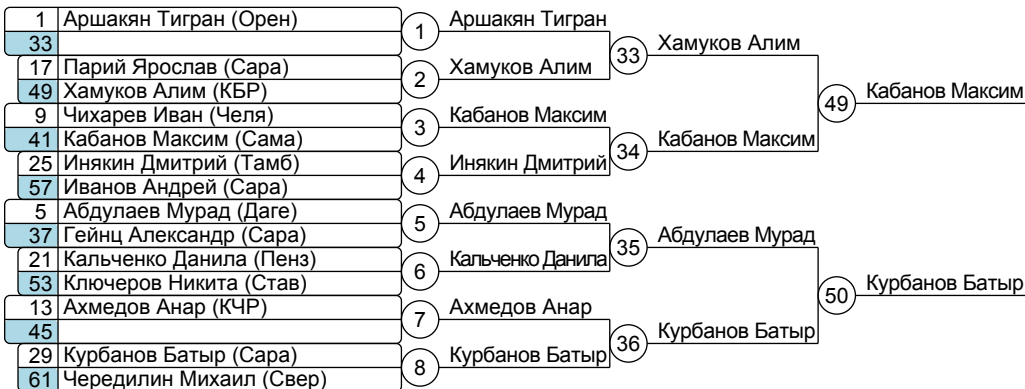 1 Аршакян Тигран (Орен)
33
17 Парий Ярослав (Сара)
49 Хамуков Алим (КБР)
9 Чихарев Иван (Челя)
41 Кабанов Максим (Сама)
25 Инякин Дмитрий (Тамб)
57 Иванов Андрей (Сара)
5 Абдулаев Мурад (Даге)
37 Гейнц Александр (Сара)
21 Кальченко Данила (Пенз)
53 Ключеров Никита (Став)
13 Ахмедов Анар (КЧР)
45
29 Курбанов Батыр (Сара)
61 Чередилин Михаил (Свер)
1 Аршакян Тигран
2 Хамуков Алим
3 Кабанов Максим
4 Инякин Дмитрий
5 Абдулаев Мурад
6 Кальченко Данила
7 Ахмедов Анар
8 Курбанов Батыр
33 Хамуков Алим
34 Кабанов Максим
35 Абдулаев Мурад
36 Курбанов Батыр
49 Кабанов Максим
50 Курбанов Батыр